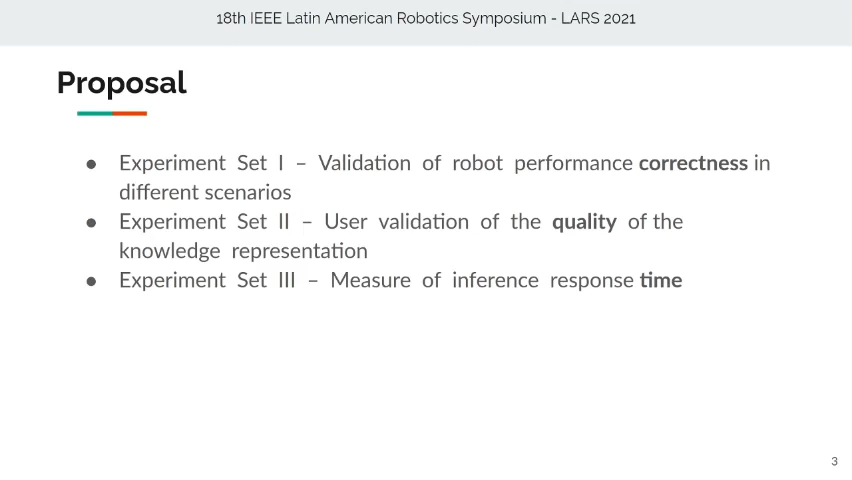 18th IEEE Latin American Robotics Symposium - LARS 2021
Proposal
● Experiment Set I – Validation of robot performance correctness in
different scenarios
● Experiment Set II – User validation of the quality of the
knowledge representation
● Experiment Set III – Measure of inference response time
3